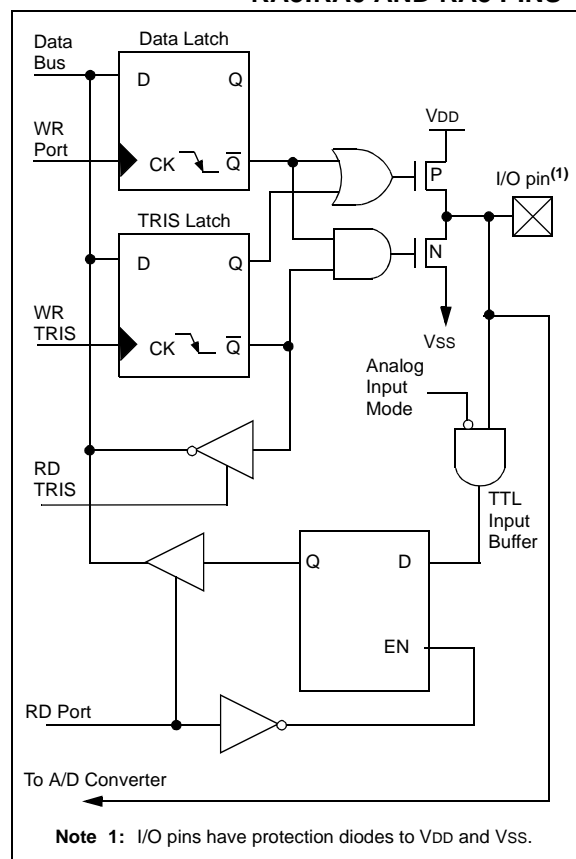 RA3:RA0 AND RA5 PINS
Data Latch
Data
Bus
D
Q
WR
Port
CK
Q
VDD
P
I/O pin(1)
TRIS Latch
D
Q
N
WR
TRIS
CK
Q
VSS
Analog
Input
Mode
RD
TRIS
TTL
Input
Buffer
Q
D
EN
RD Port
To A/D Converter
Note 1: I/O pins have protection diodes to VDD and VSS.